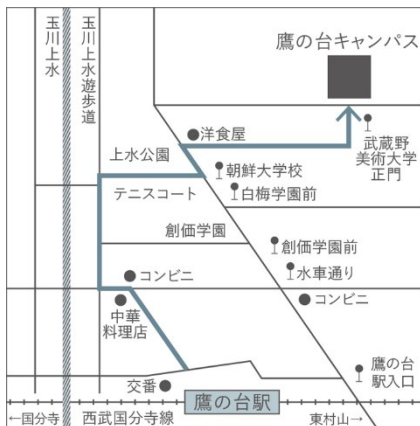 玉川上水
玉川上水遊歩道
鷹の台キャンパス
洋食屋
武蔵野
美術大学
正門
上水公園
朝鮮大学校
テニスコート
白梅学園前
創価学園
創価学園前
水車通り
コンビニ
コンビニ
中華
料理店
鷹の台
駅入口
交番
鷹の台駅
←国分寺
西武国分寺線
東村山→